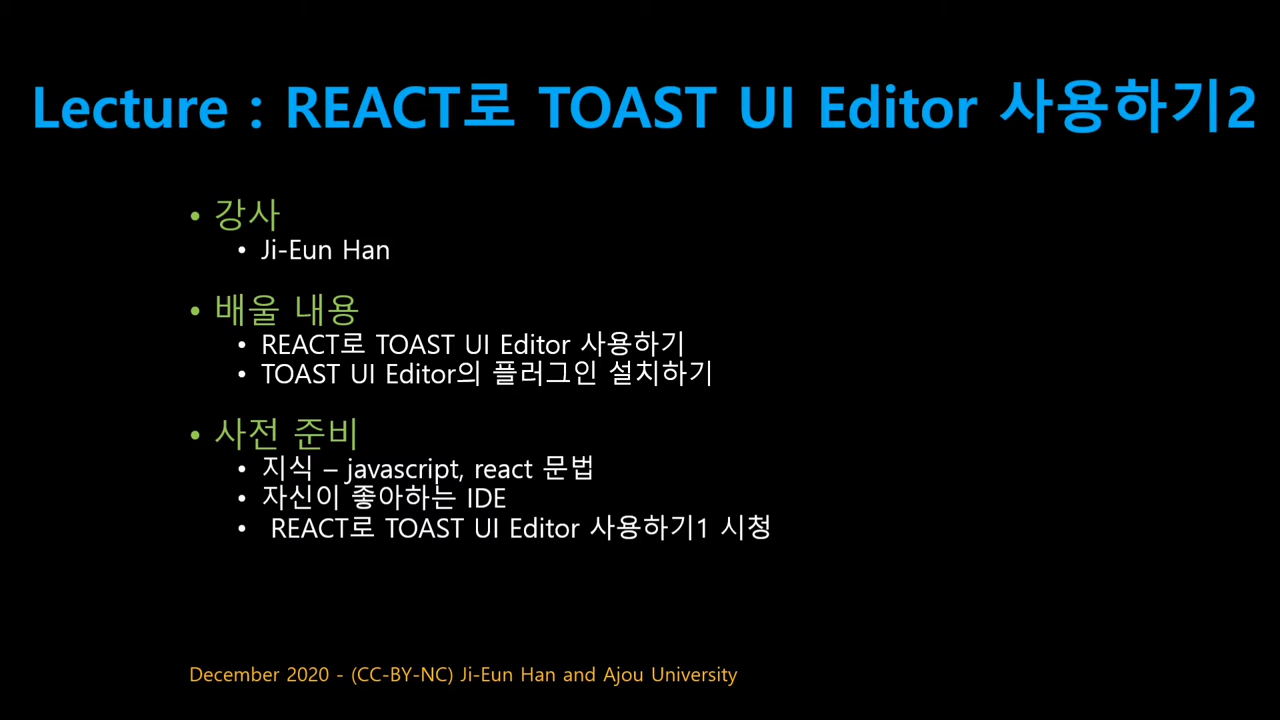 Lecture : REACT로 TOAST UI Editor 사용하기2
• 강사
• Ji-Eun Han
• 배울 내용
• REACT로 TOAST UI Editor 사용하기
• TOAST UI Editor의 플러그인 설치하기
• 사전 준비
• 지식 – javascript, react 문법
• 자신이 좋아하는 IDE
• REACT로 TOAST UI Editor 사용하기1 시청
December 2020 - (CC-BY-NC) Ji-Eun Han and Ajou University